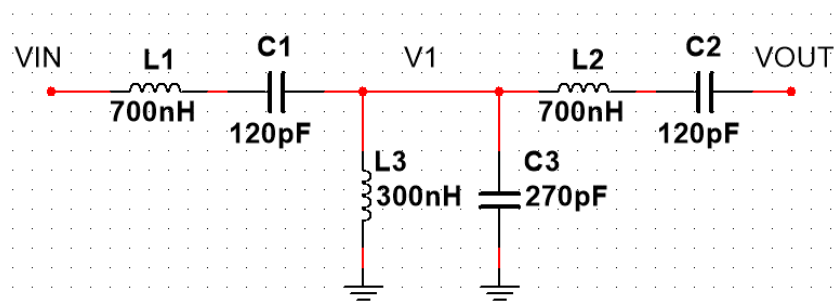 VIN L1 C1 V1 L2 C2 VOUT
700nH 120pF 700nH 120pF
L3 C3
300nH 270pF